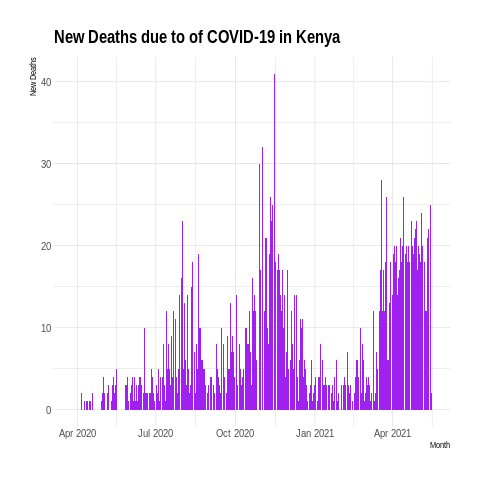 New Deaths due to of COVID-19 in Kenya
New Deaths
40
30
20
10
0
Apr 2020 Jul 2020 Oct 2020 Jan 2021 Apr 2021
Month